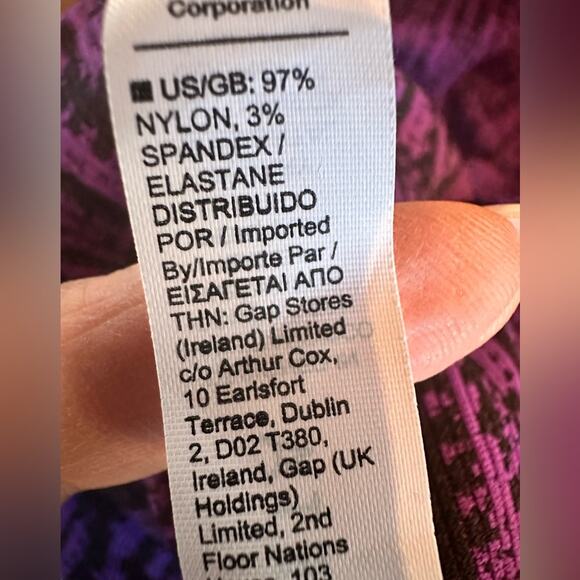 Corporation
US/GB: 97%
NYLON, 3%
SPANDEX /
ELASTANE
DISTRIBUIDO
POR / Imported
By/Importe Par /
ΕΙΣΑΓΕΤΑΙ ΑΠΟ
ΤΗΝ: Gap Stores
(Ireland) Limited
c/o Arthur Cox,
10 Earlsfort
Terrace, Dublin
2, D02 T380,
Ireland, Gap (UK
Holdings)
Limited, 2nd
Floor Nations
103